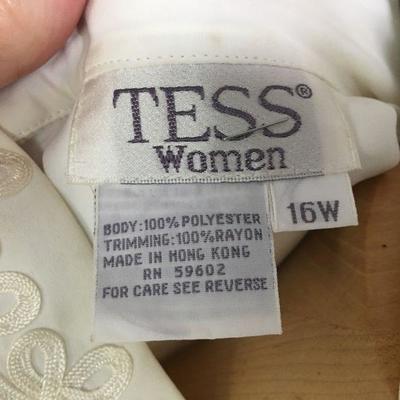 TESS®
Women
16W
BODY:100% POLYESTER
TRIMMING:100% RAYON
MADE IN HONG KONG
RN 59602
FOR CARE SEE REVERSE